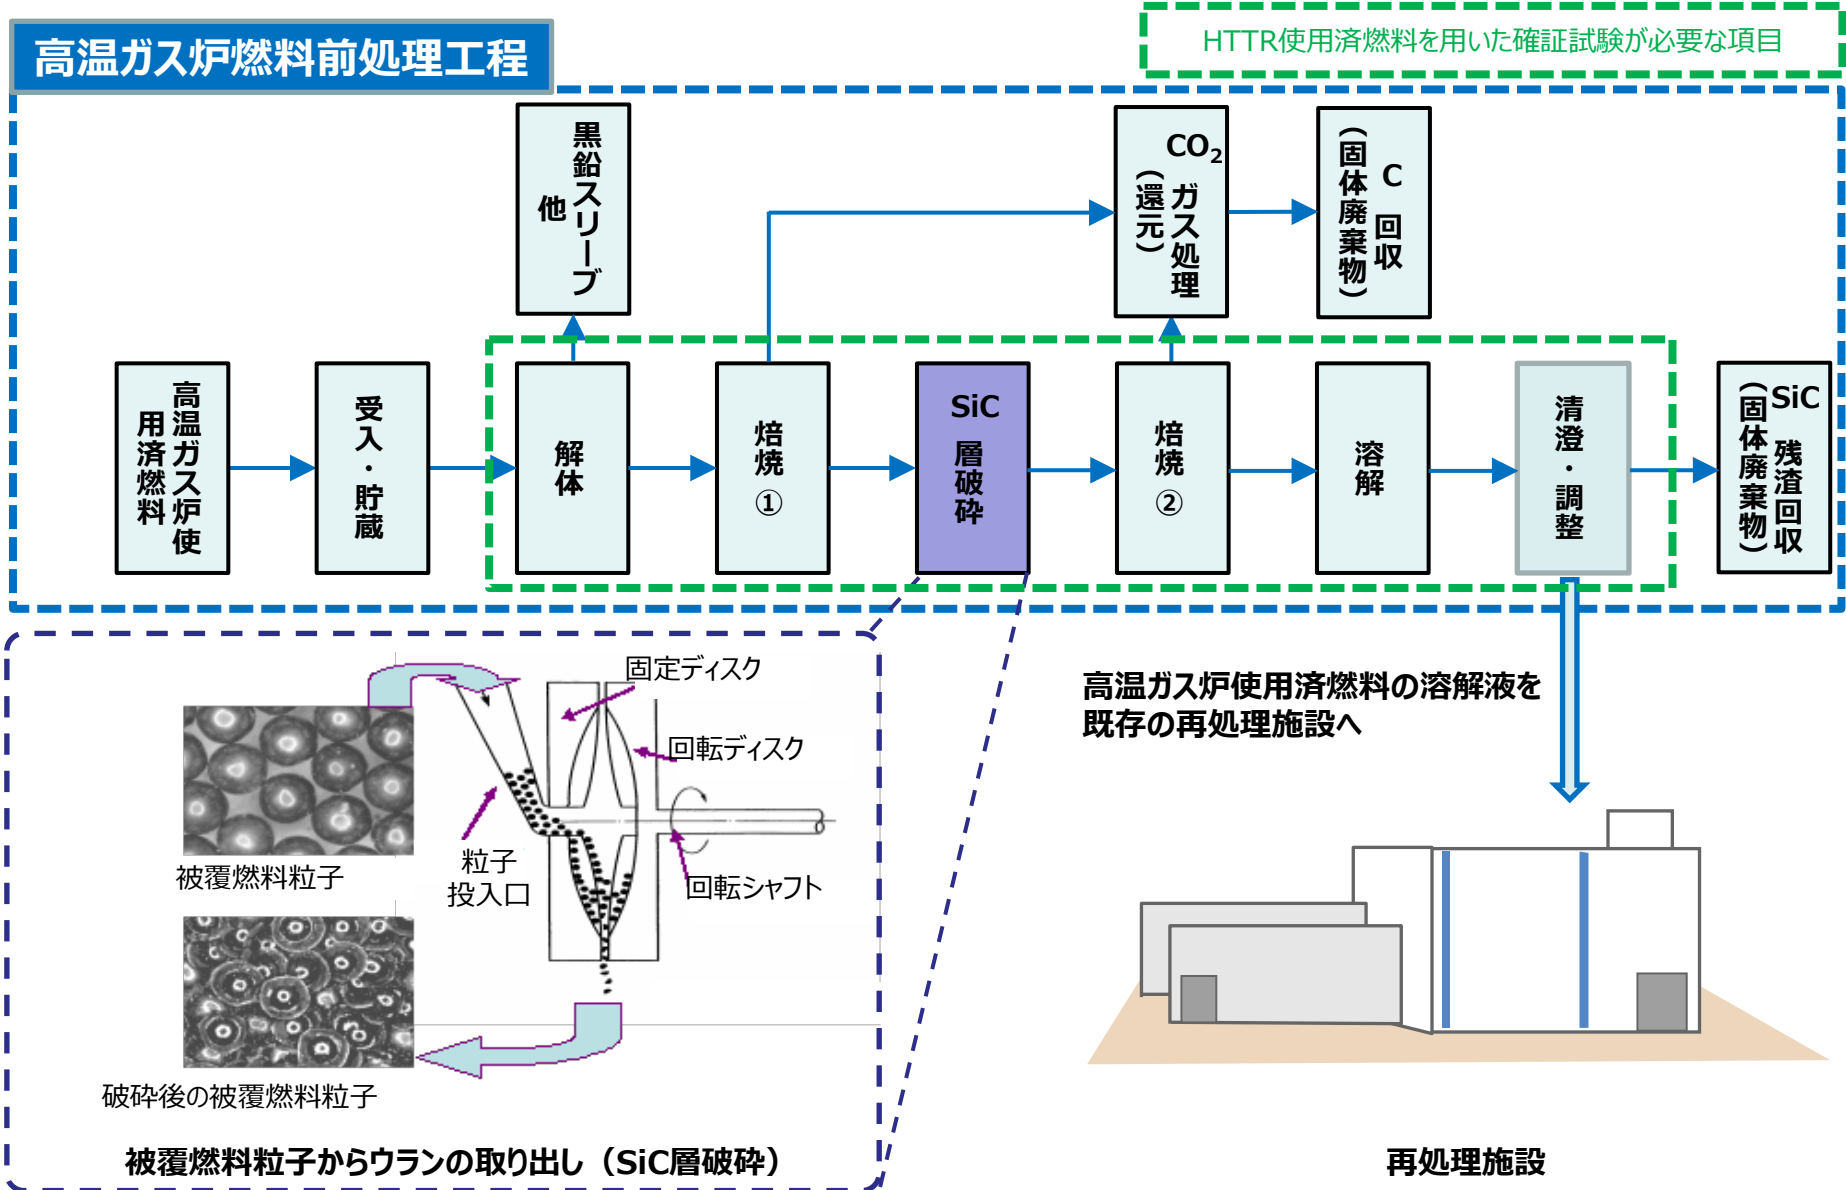 高温ガス炉燃料前処理工程
HTTR使用済燃料を用いた確証試験が必要な項目
黒鉛スリーブ
他
CO₂ガス処理
（還元）
C 回収
（固体廃棄物）
高温ガス炉使
用済燃料
受入・貯蔵
解体
焙焼①
SiC層破砕
焙焼②
溶解
清澄・調整
SiC残渣回収
（固体廃棄物）
固定ディスク
回転ディスク
粒子
投入口
回転シャフト
被覆燃料粒子
破砕後の被覆燃料粒子
被覆燃料粒子からウランの取り出し（SiC層破砕）
高温ガス炉使用済燃料の溶解液を
既存の再処理施設へ
再処理施設